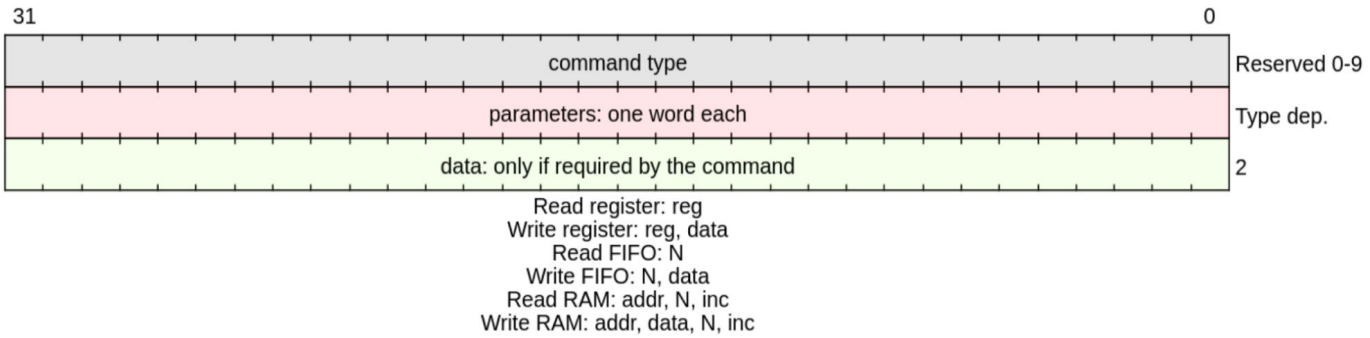 31 0
command type Reserved 0-9
parameters: one word each Type dep.
data: only if required by the command 2
Read register: reg
Write register: reg, data
Read FIFO: N
Write FIFO: N, data
Read RAM: addr, N, inc
Write RAM: addr, data, N, inc